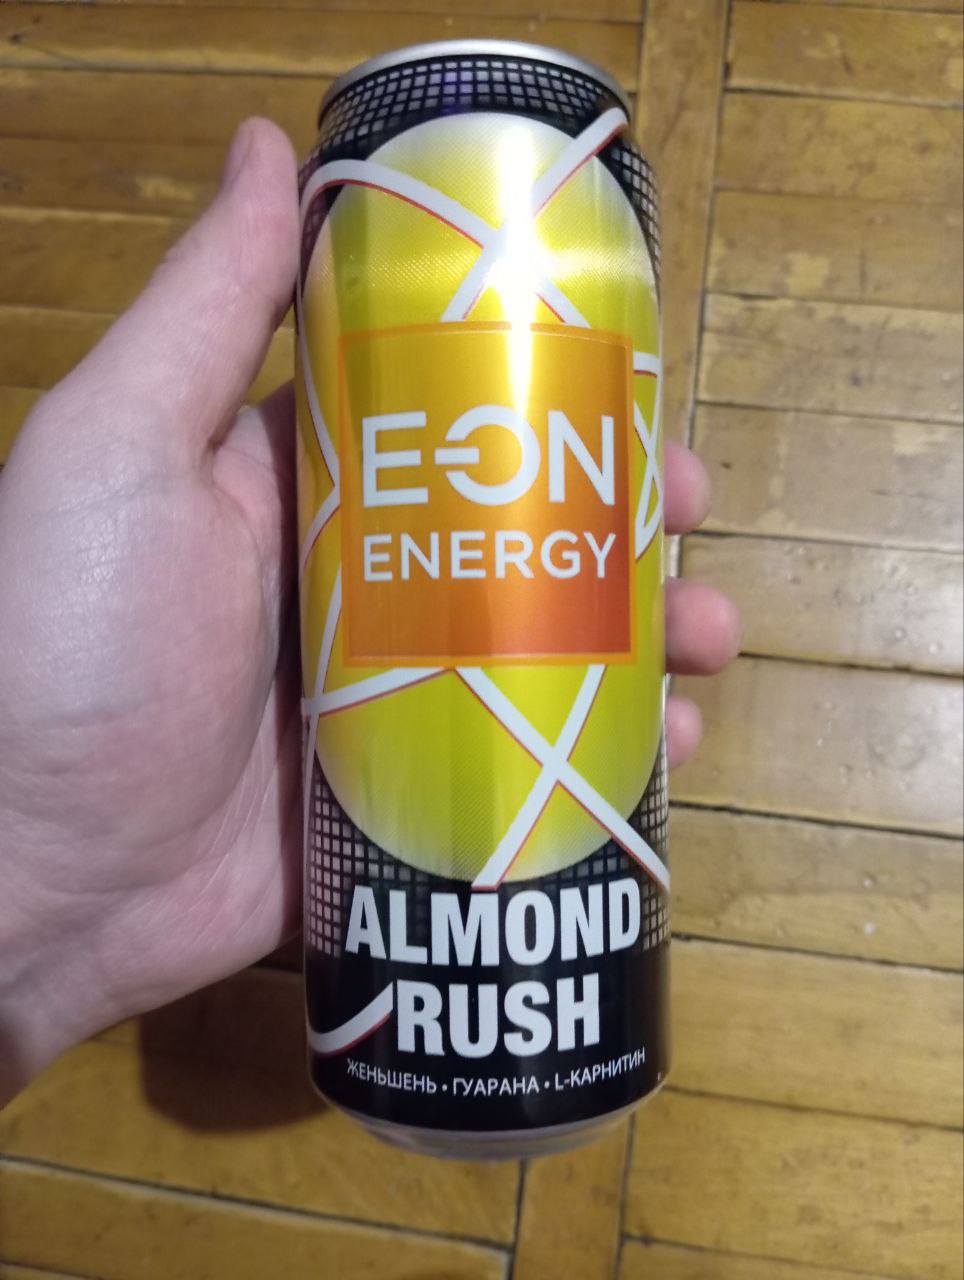 E-ON
ENERGY
ALMOND
RUSH
ЖЕНЬШЕНЬ • ГУАРАНА • L-КАРНИТИН